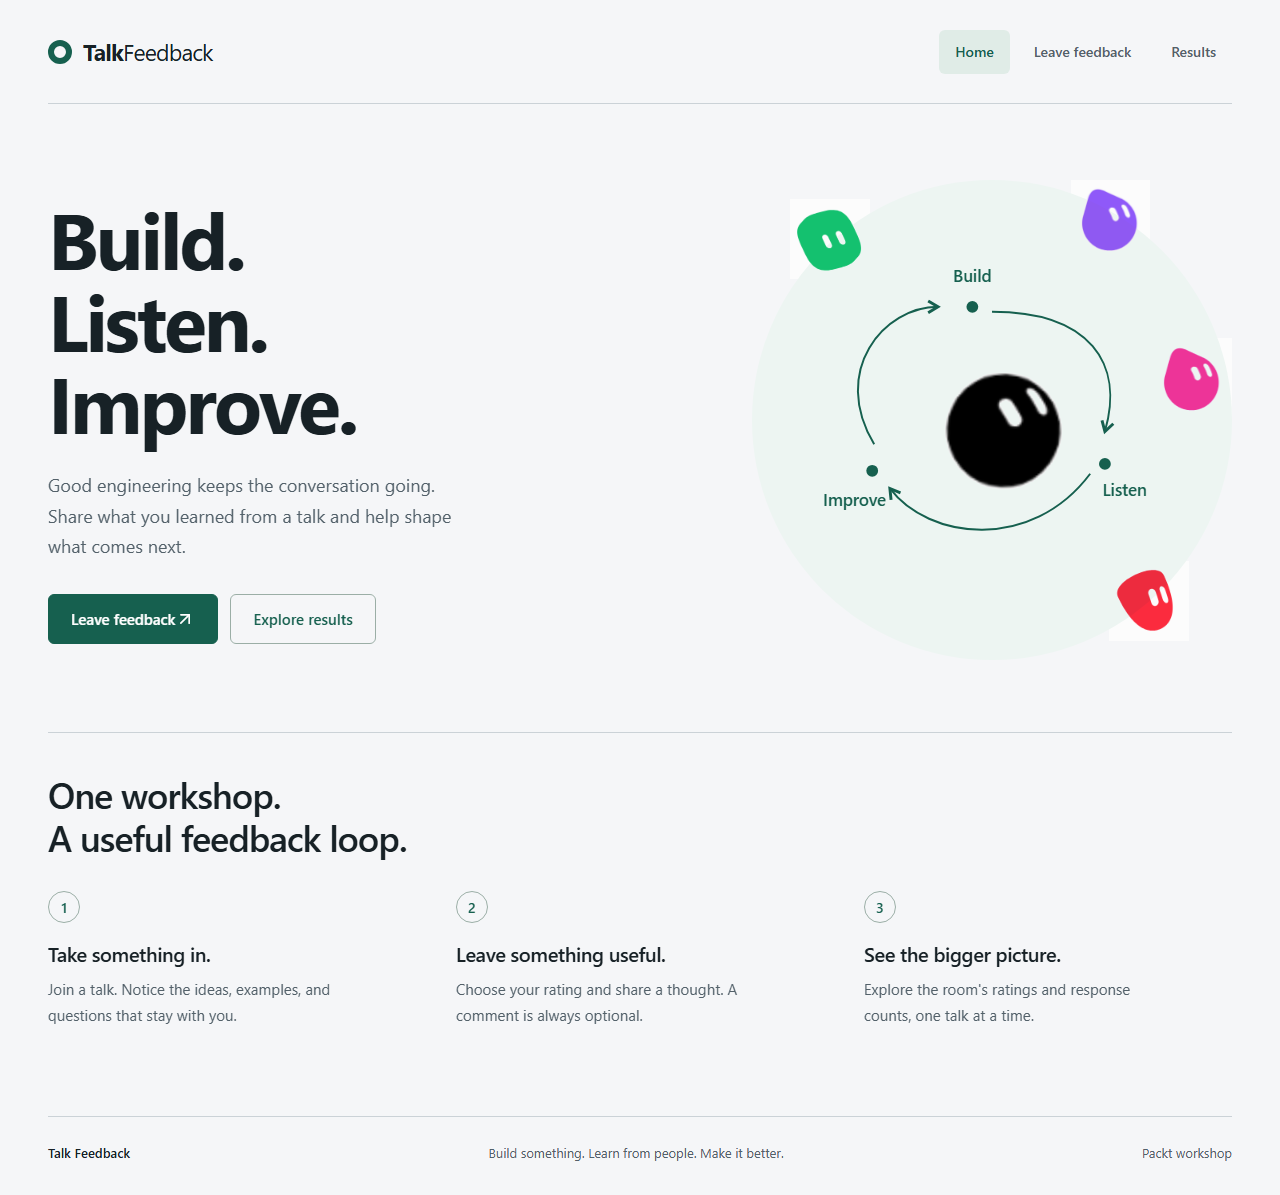 TalkFeedback
Home
Leave feedback
Results
Build.
Listen.
Improve.
Good engineering keeps the conversation going.
Share what you learned from a talk and help shape
what comes next.
Leave feedback
Explore results
Build
Improve
Listen
One workshop.
A useful feedback loop.
1
Take something in.
Join a talk. Notice the ideas, examples, and
questions that stay with you.
2
Leave something useful.
Choose your rating and share a thought. A
comment is always optional.
3
See the bigger picture.
Explore the room's ratings and response
counts, one talk at a time.
Talk Feedback
Build something. Learn from people. Make it better.
Packt workshop